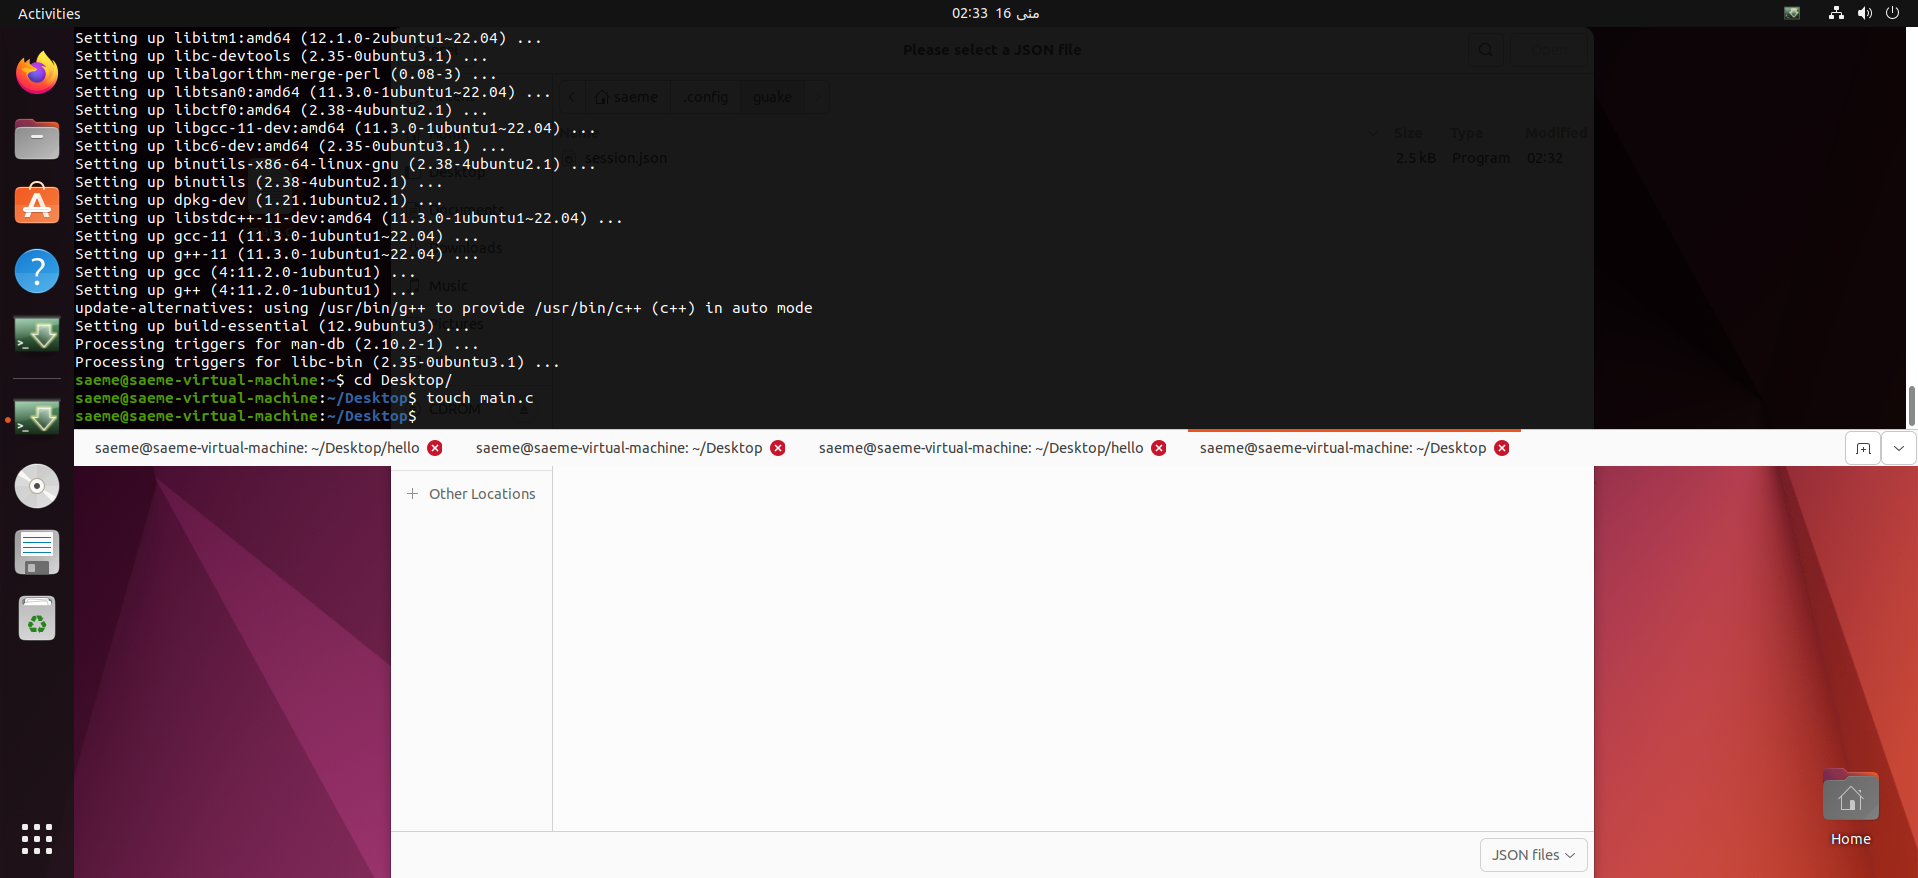 Activities
02:33 16 مئی
Setting up libitm1:amd64 (12.1.0-2ubuntu1~22.04) ...
Setting up libc-devtools (2.35-0ubuntu3.1) ...
Setting up libalgorithm-merge-perl (0.08-3) ...
Setting up libtsan0:amd64 (11.3.0-1ubuntu1~22.04) ...
Setting up libctf0:amd64 (2.38-4ubuntu2.1) ...
Setting up libgcc-11-dev:amd64 (11.3.0-1ubuntu1~22.04) ...
Setting up libc6-dev:amd64 (2.35-0ubuntu3.1) ...
Setting up binutils-x86-64-linux-gnu (2.38-4ubuntu2.1) ...
Setting up binutils (2.38-4ubuntu2.1) ...
Setting up dpkg-dev (1.21.1ubuntu2.1) ...
Setting up libstdc++-11-dev:amd64 (11.3.0-1ubuntu1~22.04) ...
Setting up gcc-11 (11.3.0-1ubuntu1~22.04) ...
Setting up g++-11 (11.3.0-1ubuntu1~22.04) ...
Setting up gcc (4:11.2.0-1ubuntu1) ...
Setting up g++ (4:11.2.0-1ubuntu1) ...
update-alternatives: using /usr/bin/g++ to provide /usr/bin/c++ (c++) in auto mode
Setting up build-essential (12.9ubuntu3) ...
Processing triggers for man-db (2.10.2-1) ...
Processing triggers for libc-bin (2.35-0ubuntu3.1) ...
saeme@saeme-virtual-machine:~$ cd Desktop/
saeme@saeme-virtual-machine:~/Desktop$ touch main.c
saeme@saeme-virtual-machine:~/Desktop$
Please select a JSON file
saeme .config guake
Size Type Modified
session.json 2.5 kB Program 02:32
Desktop
Documents
Downloads
Music
Pictures
CDROM
saeme@saeme-virtual-machine: ~/Desktop/hello
saeme@saeme-virtual-machine: ~/Desktop
saeme@saeme-virtual-machine: ~/Desktop/hello
saeme@saeme-virtual-machine: ~/Desktop
Other Locations
JSON files
Home